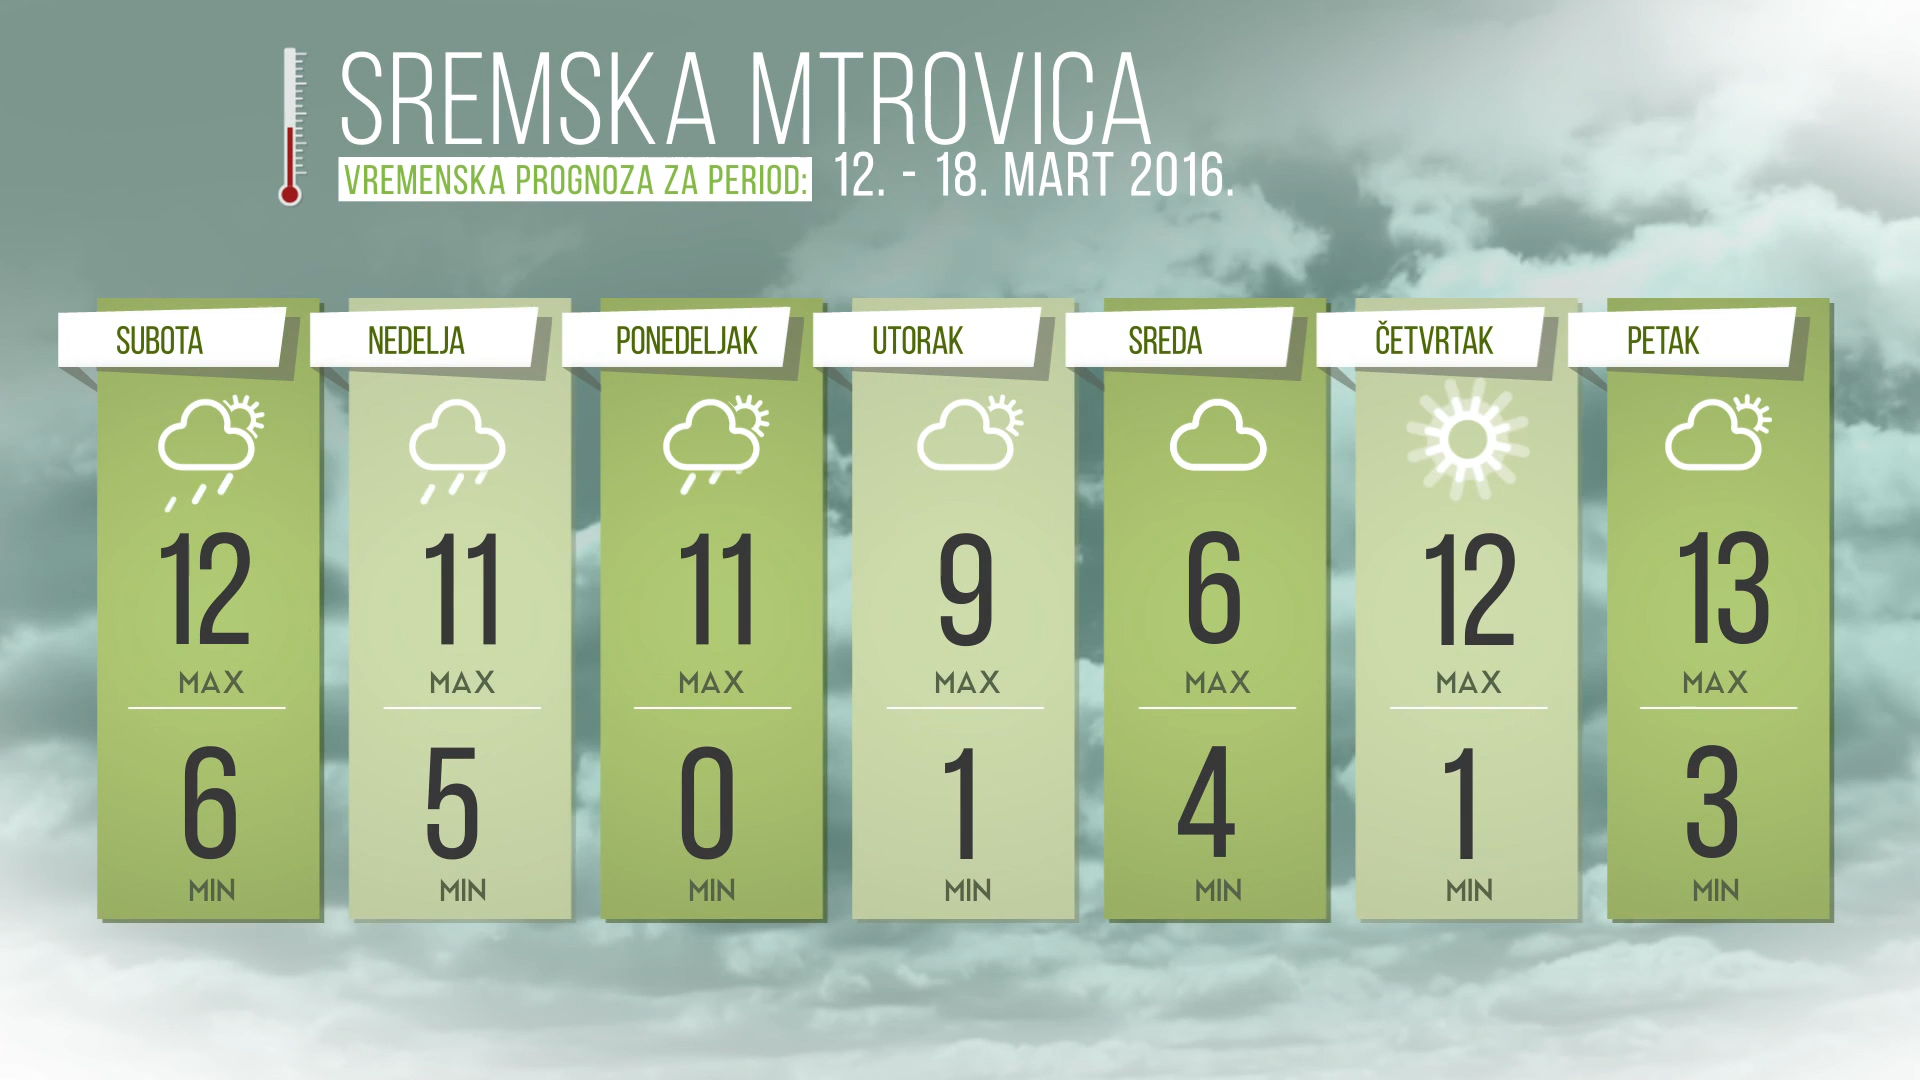 SREMSKA MTROVICA
VREMENSKA PROGNOZA ZA PERIOD: 12. - 18. MART 2016.
SUBOTA
12
MAX
6
MIN
NEDELJA
11
MAX
5
MIN
PONEDELJAK
11
MAX
0
MIN
UTORAK
9
MAX
1
MIN
SREDA
6
MAX
4
MIN
ČETVRTAK
12
MAX
1
MIN
PETAK
13
MAX
3
MIN